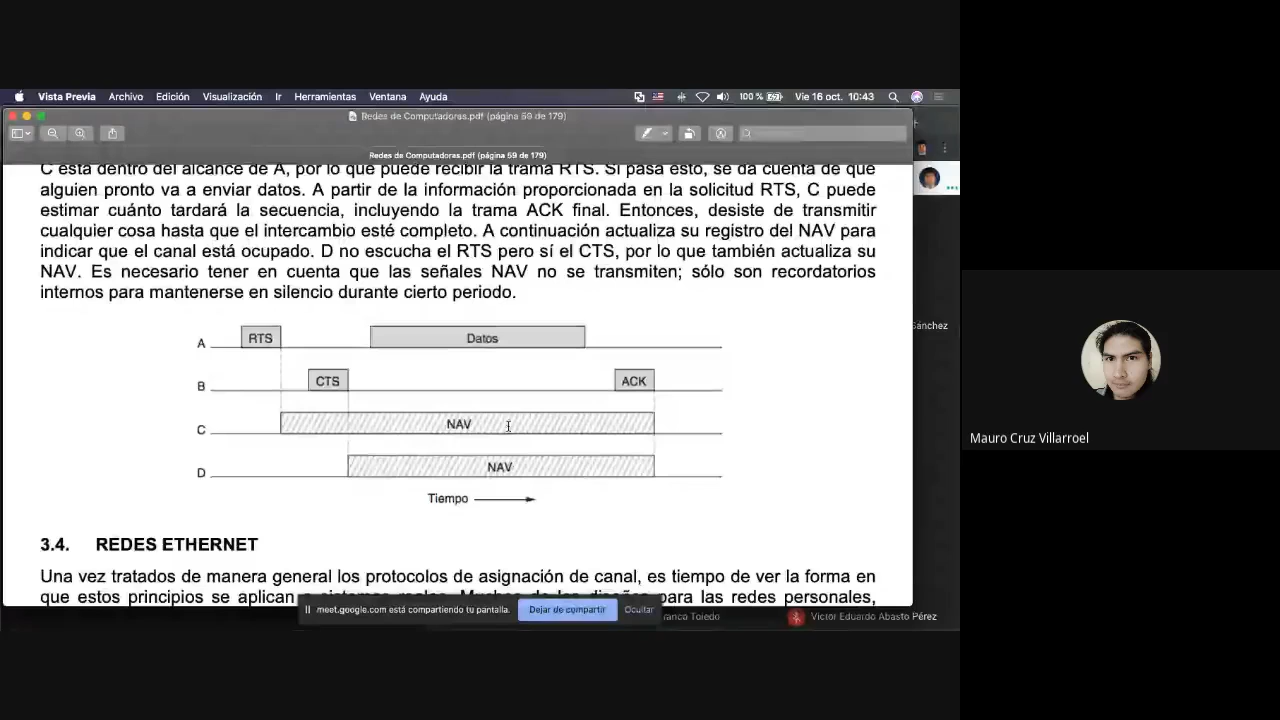 Vista Previa Archivo Edición Visualización Ir Herramientas Ventana Ayuda 100 % Vie 16 oct. 10:43
Redes de Computadoras.pdf (página 59 de 179)
Redes de Computadoras.pdf (página 59 de 179)
C está dentro del alcance de A, por lo que puede recibir la trama RTS. Si pasa esto, se da cuenta de que
alguien pronto va a enviar datos. A partir de la información proporcionada en la solicitud RTS, C puede
estimar cuánto tardará la secuencia, incluyendo la trama ACK final. Entonces, desiste de transmitir
cualquier cosa hasta que el intercambio esté completo. A continuación actualiza su registro del NAV para
indicar que el canal está ocupado. D no escucha el RTS pero sí el CTS, por lo que también actualiza su
NAV. Es necesario tener en cuenta que las señales NAV no se transmiten; sólo son recordatorios
internos para mantenerse en silencio durante cierto periodo.
A RTS Datos
B CTS ACK
C NAV
D NAV
Tiempo
Sánchez
Mauro Cruz Villarroel
3.4. REDES ETHERNET
Una vez tratados de manera general los protocolos de asignación de canal, es tiempo de ver la forma en
que estos principios se aplican para las redes personales,
meet.google.com está compartiendo tu pantalla. Dejar de compartir Ocultar
Toledo
Victor Eduardo Abasto Pérez